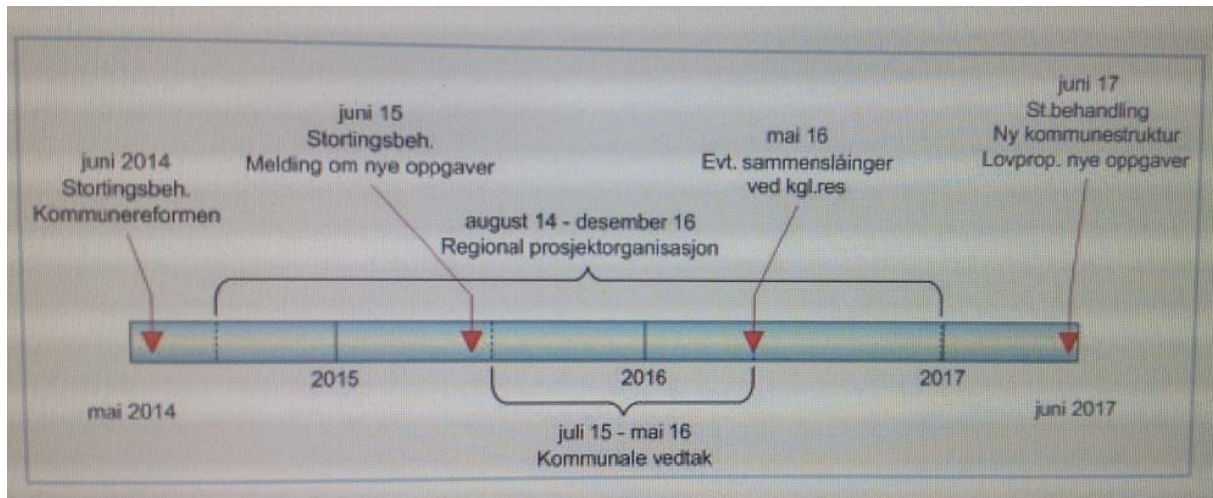 juni 2014
Stortingsbeh.
Kommunereformen
juni 15
Stortingsbeh.
Melding om nye oppgaver
august 14 - desember 16
Regional prosjektorganisasjon
mai 16
Evt. sammenslåinger
ved kgl.res
juni 17
St.behandling
Ny kommunestruktur
Lovprop. nye oppgaver
2015
2016
2017
mai 2014
juni 2017
juli 15 - mai 16
Kommunale vedtak